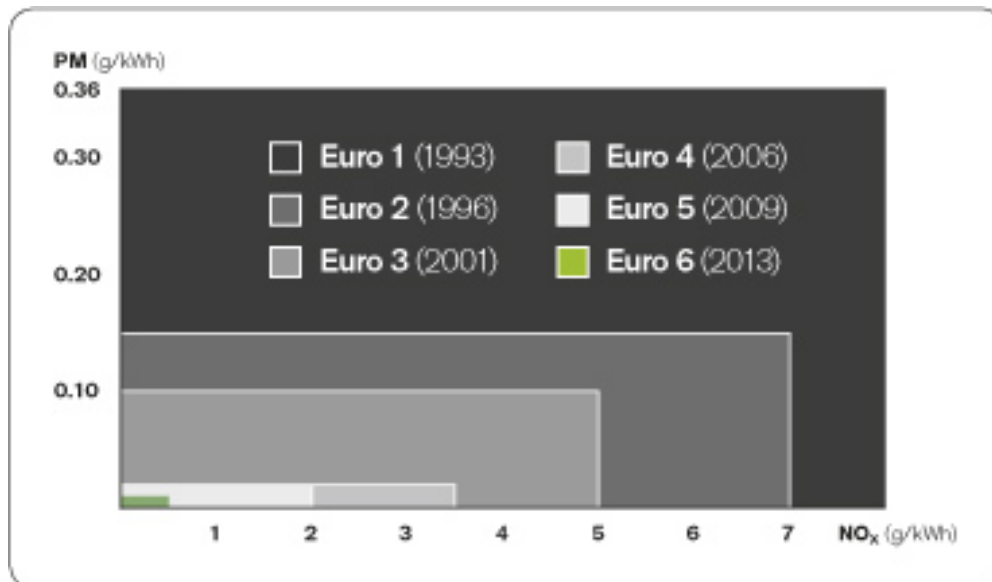 PM (g/kWh)
0.36
0.30
Euro 1 (1993)
Euro 4 (2006)
Euro 2 (1996)
Euro 5 (2009)
Euro 3 (2001)
Euro 6 (2013)
0.20
0.10
1 2 3 4 5 6 7 NOx (g/kWh)